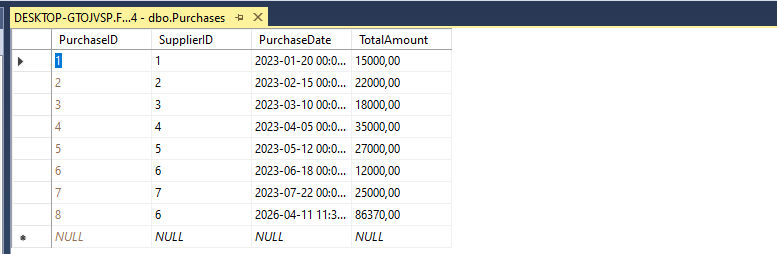 DESKTOP-GTOJVSP.F...4 - dbo.Purchases
PurchaseID SupplierID PurchaseDate TotalAmount
1 1 2023-01-20 00:0... 15000,00
2 2 2023-02-15 00:0... 22000,00
3 3 2023-03-10 00:0... 18000,00
4 4 2023-04-05 00:0... 35000,00
5 5 2023-05-12 00:0... 27000,00
6 6 2023-06-18 00:0... 12000,00
7 7 2023-07-22 00:0... 25000,00
8 6 2026-04-11 11:3... 86370,00
NULL NULL NULL NULL